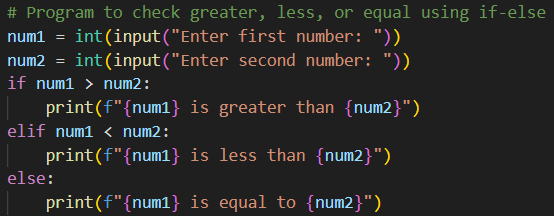 # Program to check greater, less, or equal using if-else
num1 = int(input("Enter first number: "))
num2 = int(input("Enter second number: "))
if num1 > num2:
    print(f"{num1} is greater than {num2}")
elif num1 < num2:
    print(f"{num1} is less than {num2}")
else:
    print(f"{num1} is equal to {num2}")